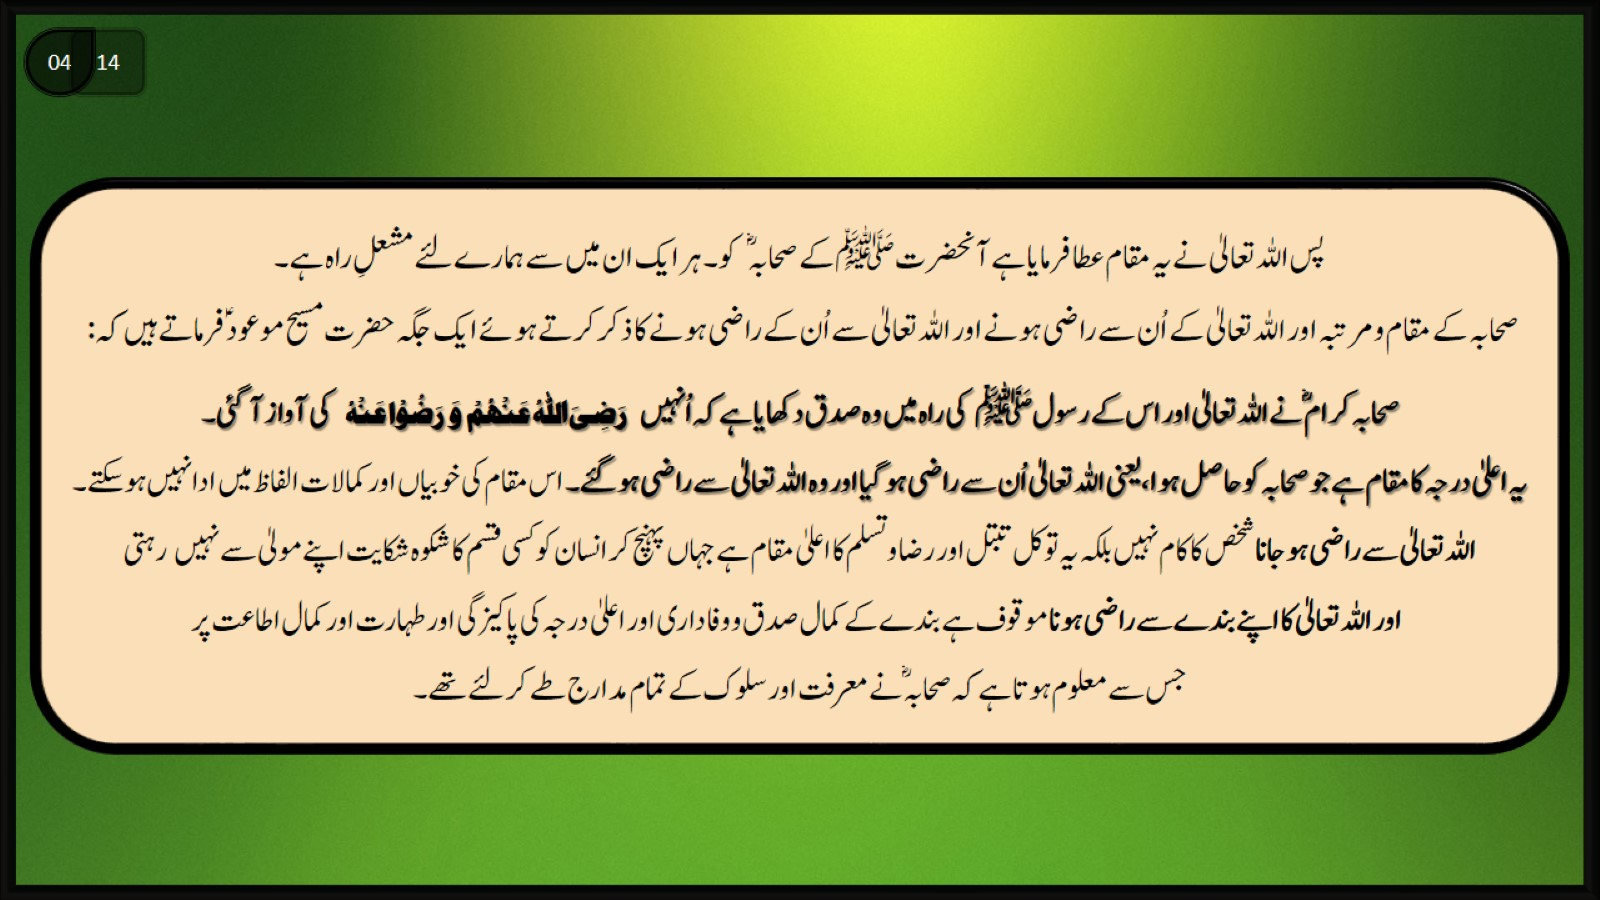 04 14
پس اللہ تعالیٰ نے یہ مقام عطا فرمایا ہے آنحضرت ﷺ کے صحابہؓ کو۔ ہر ایک ان میں سے ہمارے لئے مشعلِ راہ ہے۔
صحابہ کے مقام و مرتبہ اور اللہ تعالیٰ کے اُن سے راضی ہونے اور اللہ تعالیٰ سے اُن کے راضی ہونے کا ذکر کرتے ہوئے ایک جگہ حضرت مسیح موعودؑ فرماتے ہیں کہ:
صحابہ کرامؓ نے اللہ تعالیٰ اور اس کے رسول ﷺ کی راہ میں وہ صدق دکھایا ہے کہ اُنہیں رَضِیَ اللّٰہُ عَنْھُمْ وَ رَضُوْا عَنْہُ کی آواز آ گئی۔
یہ اعلیٰ درجہ کا مقام ہے جو صحابہ کو حاصل ہوا، یعنی اللہ تعالیٰ اُن سے راضی ہو گیا اور وہ اللہ تعالیٰ سے راضی ہو گئے۔ اس مقام کی خوبیاں اور کمالات الفاظ میں ادا نہیں ہو سکتے۔
اللہ تعالیٰ سے راضی ہو جانا شخص کا کام نہیں بلکہ یہ توکل تبتل اور رضا و تسلم کا اعلیٰ مقام ہے جہاں پہنچ کر انسان کو کسی قسم کا شکوہ شکایت اپنے مولیٰ سے نہیں رہتی
اور اللہ تعالیٰ کا اپنے بندے سے راضی ہونا موقوف ہے بندے کے کمال صدق و وفاداری اور اعلیٰ درجہ کی پاکیزگی اور طہارت اور کمال اطاعت پر
جس سے معلوم ہوتا ہے کہ صحابہؓ نے معرفت اور سلوک کے تمام مدارج طے کر لئے تھے۔